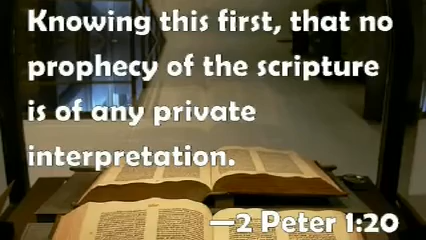 Knowing this first, that no
prophecy of the scripture
is of any private
interpretation.
—2 Peter 1:20